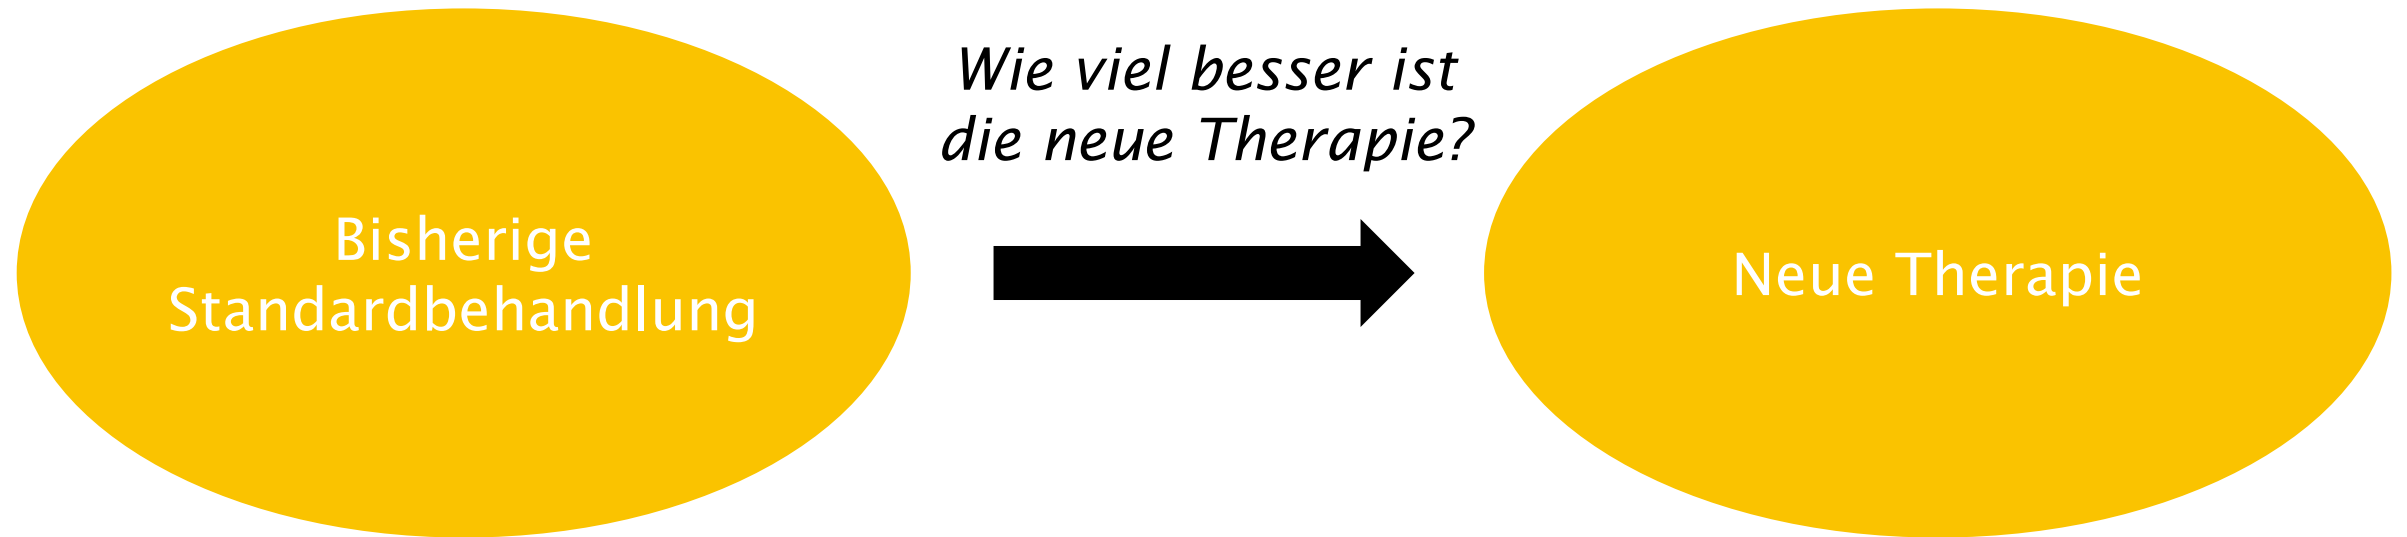 Bisherige
Standardbehandlung
Wie viel besser ist
die neue Therapie?
Neue Therapie